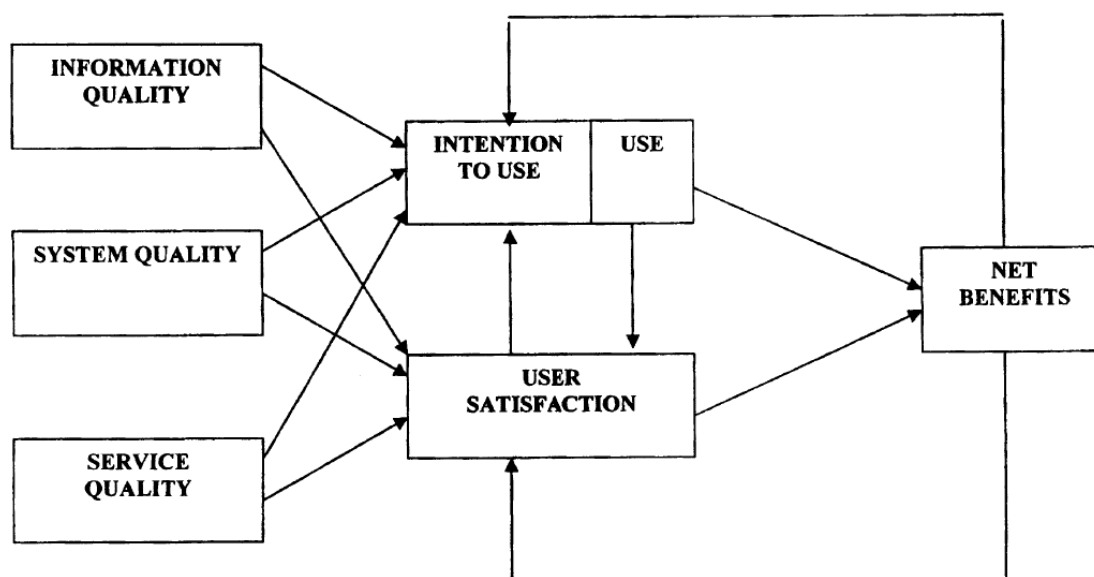 INFORMATION
QUALITY
INTENTION
TO USE
USE
SYSTEM QUALITY
NET
BENEFITS
USER
SATISFACTION
SERVICE
QUALITY